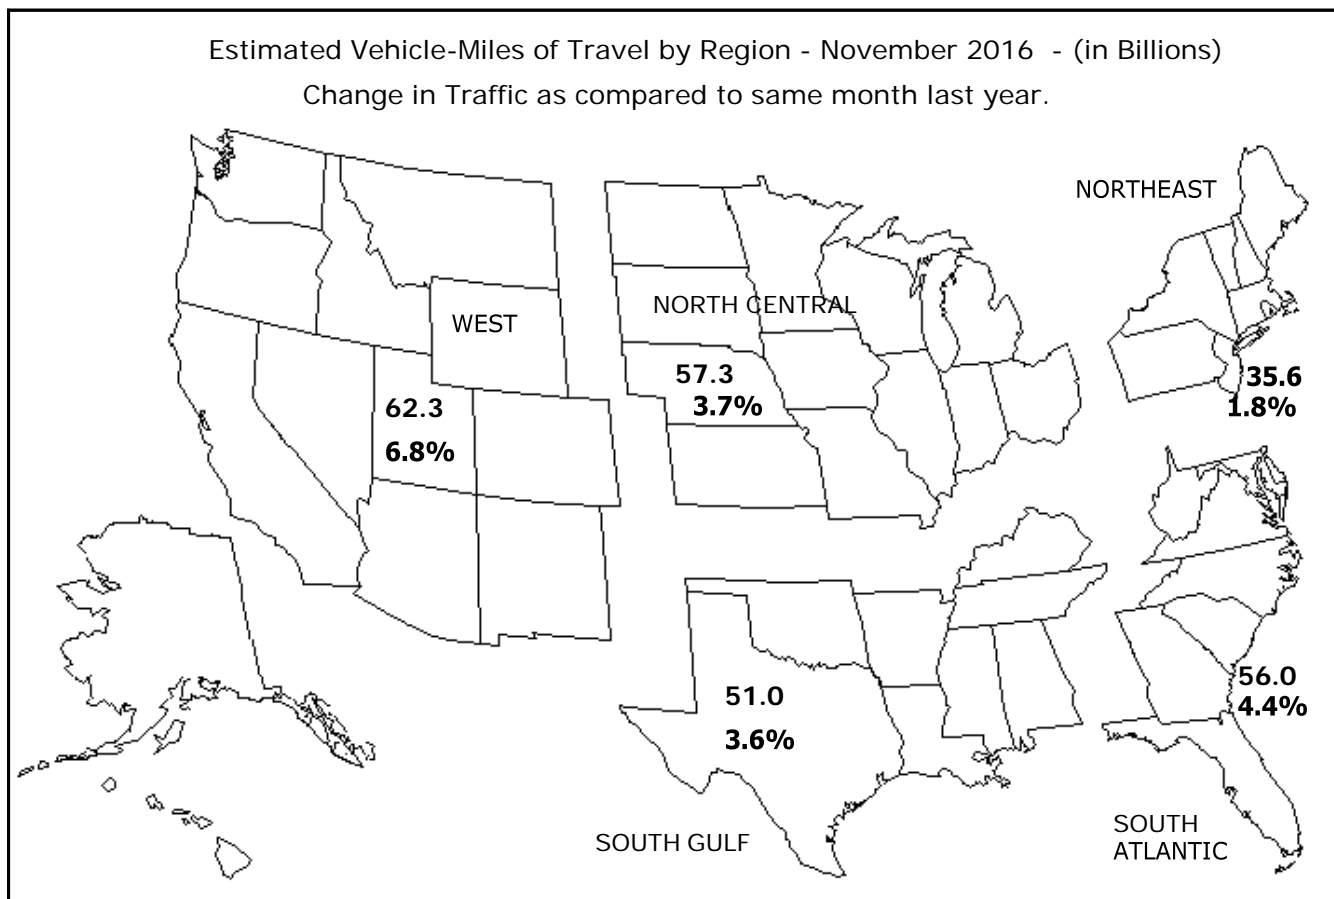 Estimated Vehicle-Miles of Travel by Region - November 2016 - (in Billions)
Change in Traffic as compared to same month last year.
NORTHEAST
NORTH CENTRAL
WEST
57.3
3.7%
35.6
1.8%
62.3
6.8%
56.0
4.4%
51.0
3.6%
SOUTH GULF
SOUTH
ATLANTIC